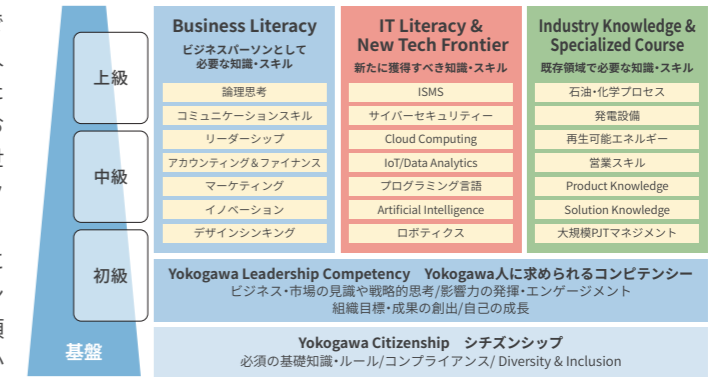 上級
中級
初級
基盤
Business Literacy
ビジネスパーソンとして
必要な知識・スキル
論理思考
コミュニケーションスキル
リーダーシップ
アカウンティング＆ファイナンス
マーケティング
イノベーション
デザインシンキング
IT Literacy &
New Tech Frontier
新たに獲得すべき知識・スキル
ISMS
サイバーセキュリティー
Cloud Computing
IoT/Data Analytics
プログラミング言語
Artificial Intelligence
ロボティクス
Industry Knowledge &
Specialized Course
既存領域で必要な知識・スキル
石油・化学プロセス
発電設備
再生可能エネルギー
営業スキル
Product Knowledge
Solution Knowledge
大規模PJTマネジメント
Yokogawa Leadership Competency　Yokogawa人に求められるコンピテンシー
ビジネス・市場の見識や戦略的思考/影響力の発揮・エンゲージメント
組織目標・成果の創出/自己の成長
Yokogawa Citizenship　シチズンシップ
必須の基礎知識・ルール/コンプライアンス/ Diversity & Inclusion